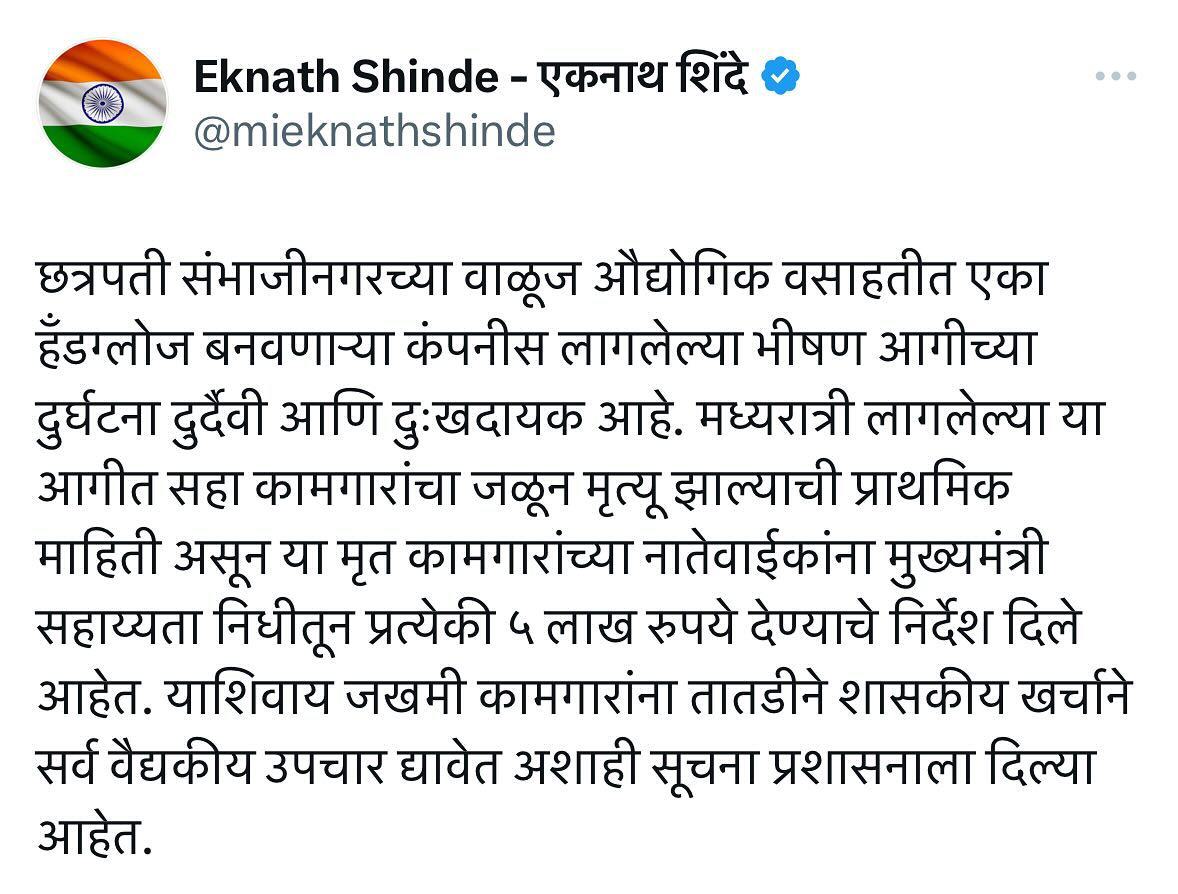 Eknath Shinde - एकनाथ शिंदे
@mieknathshinde
छत्रपती संभाजीनगरच्या वाळूज औद्योगिक वसाहतीत एका
हँडग्लोज बनवणाऱ्या कंपनीस लागलेल्या भीषण आगीच्या
दुर्घटना दुर्दैवी आणि दुःखदायक आहे. मध्यरात्री लागलेल्या या
आगीत सहा कामगारांचा जळून मृत्यू झाल्याची प्राथमिक
माहिती असून या मृत कामगारांच्या नातेवाईकांना मुख्यमंत्री
सहाय्यता निधीतून प्रत्येकी ५ लाख रुपये देण्याचे निर्देश दिले
आहेत. याशिवाय जखमी कामगारांना तातडीने शासकीय खर्चाने
सर्व वैद्यकीय उपचार द्यावेत अशाही सूचना प्रशासनाला दिल्या
आहेत.